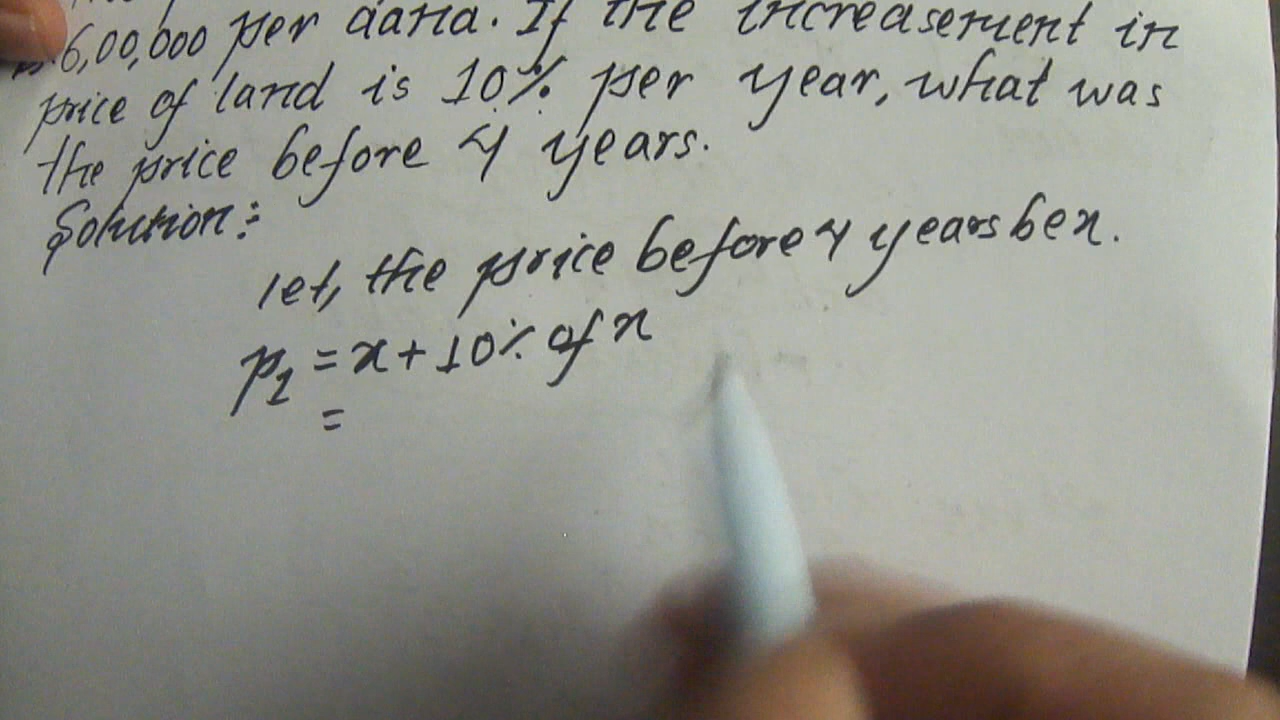 6,00,000 per aana. If the increasement in
price of land is 10% per year, what was
the price before 4 years.
Solution:
let, the price before 4 years be x.
P1 = x + 10% of x
=